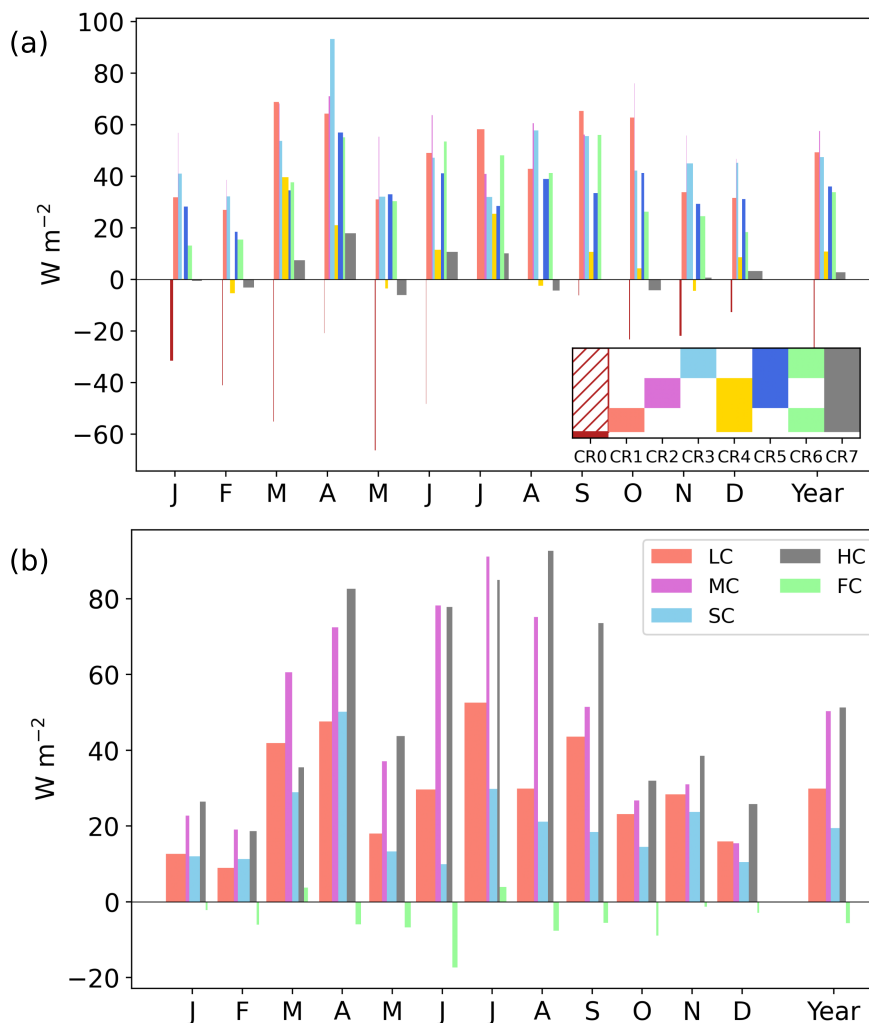 (a)
W m−2
100
80
60
40
20
0
−20
−40
−60
CR0 CR1 CR2 CR3 CR4 CR5 CR6 CR7
J F M A M J J A S O N D Year
(b)
W m−2
80
60
40
20
0
−20
LC HC
MC FC
SC
J F M A M J J A S O N D Year